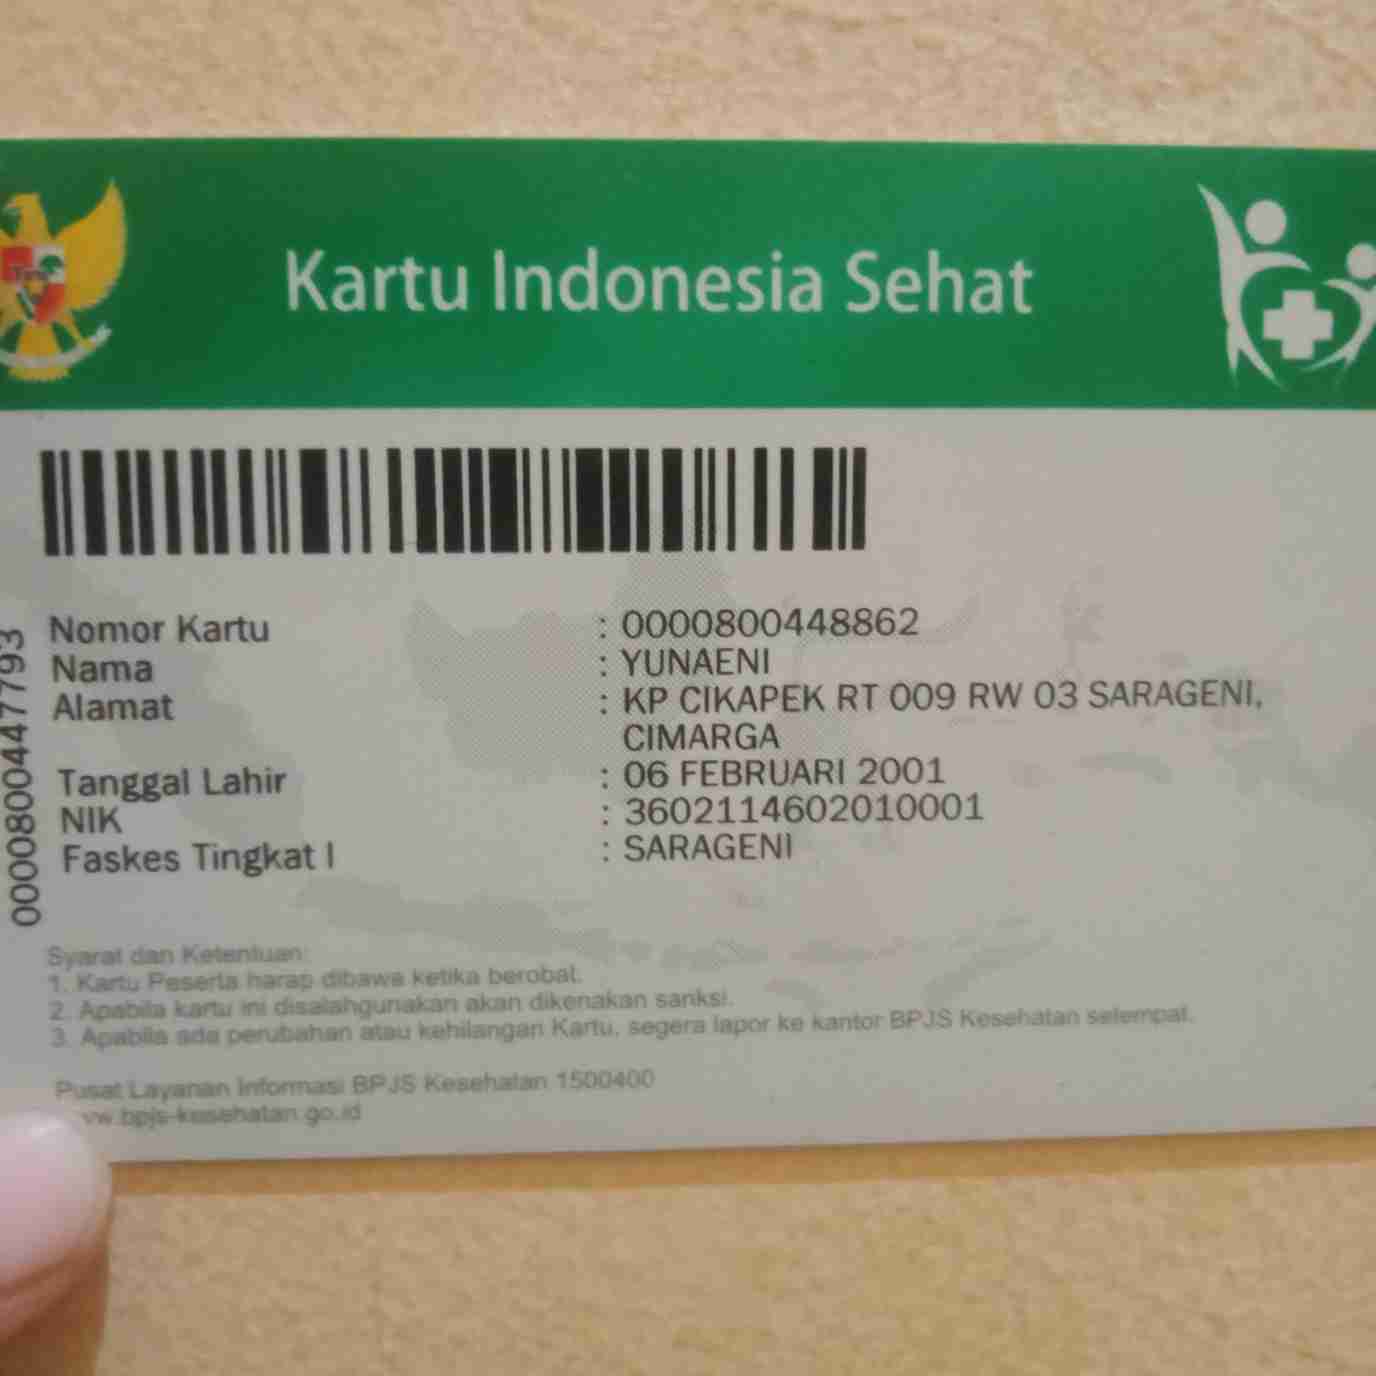 Kartu Indonesia Sehat
Nomor Kartu : 0000800448862
Nama : YUNAENI
Alamat : KP CIKAPEK RT 009 RW 03 SARAGENI,
CIMARGA
Tanggal Lahir : 06 FEBRUARI 2001
NIK : 3602114602010001
Faskes Tingkat I : SARAGENI
0000800447793
Syarat dan Ketentuan:
1. Kartu Peserta harap dibawa ketika berobat.
2. Apabila kartu ini disalahgunakan akan dikenakan sanksi.
3. Apabila ada perubahan atau kehilangan Kartu, segera lapor ke kantor BPJS Kesehatan setempat.
Pusat Layanan Informasi BPJS Kesehatan 1500400
w.bpjs-kesehatan.go.id